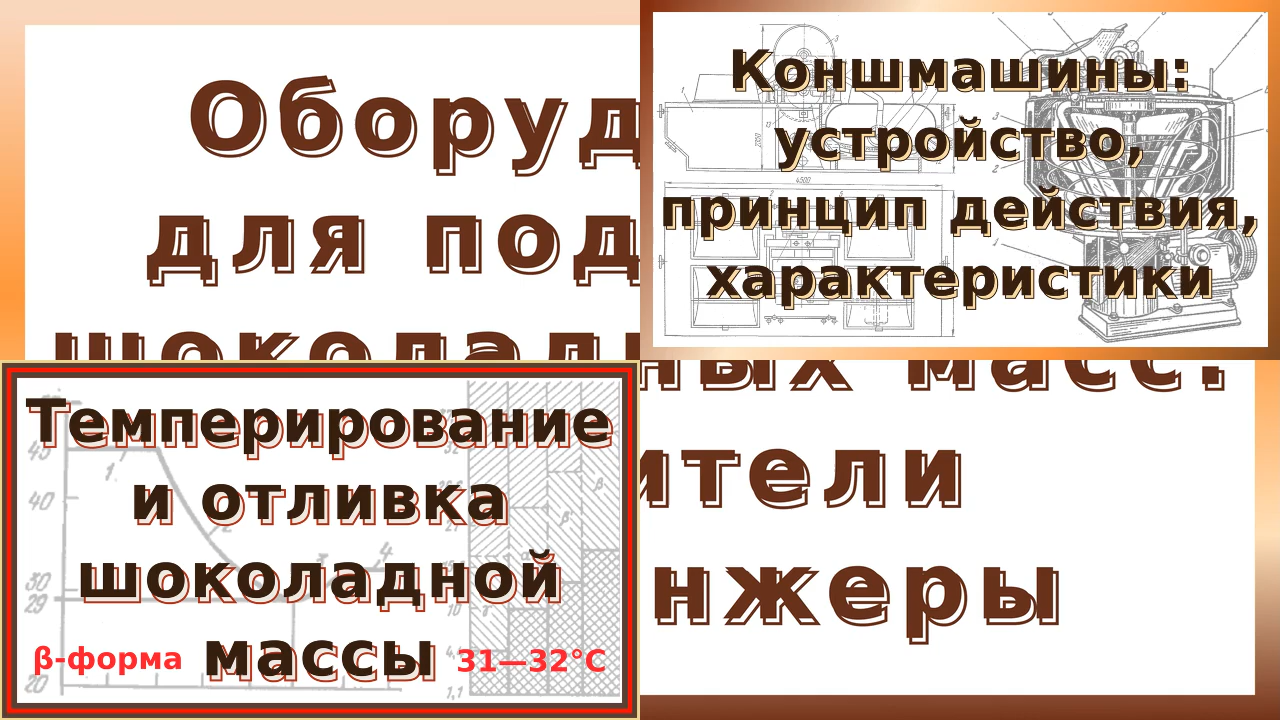 Оборуд
для под
шоколадн
Коншмашины:
устройство,
принцип действия,
характеристики
Темперирование
и отливка
шоколадной
массы
β-форма
31—32°С
ных масс.
ители
нжеры